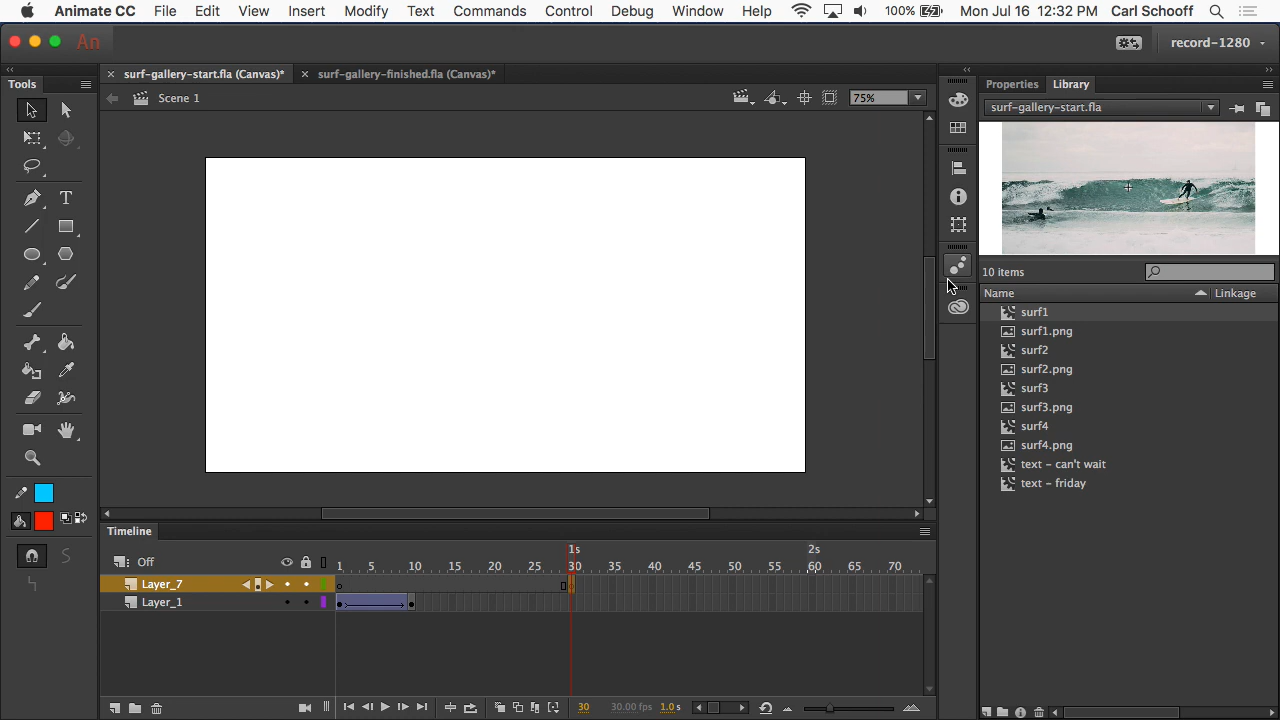 Animate CC File Edit View Insert Modify Text Commands Control Debug Window Help 100% Mon Jul 16 12:32 PM Carl Schooff
An record-1280
Tools
surf-gallery-start.fla (Canvas)* surf-gallery-finished.fla (Canvas)*
Properties Library
Scene 1 75%
surf-gallery-start.fla
10 items
Name Linkage
surf1
surf1.png
surf2
surf2.png
surf3
surf3.png
surf4
surf4.png
text - can't wait
text - friday
Timeline
1s 2s
Off 1 5 10 15 20 25 30 35 40 45 50 55 60 65 70
Layer_7
Layer_1
30 30.00 fps 1.0 s